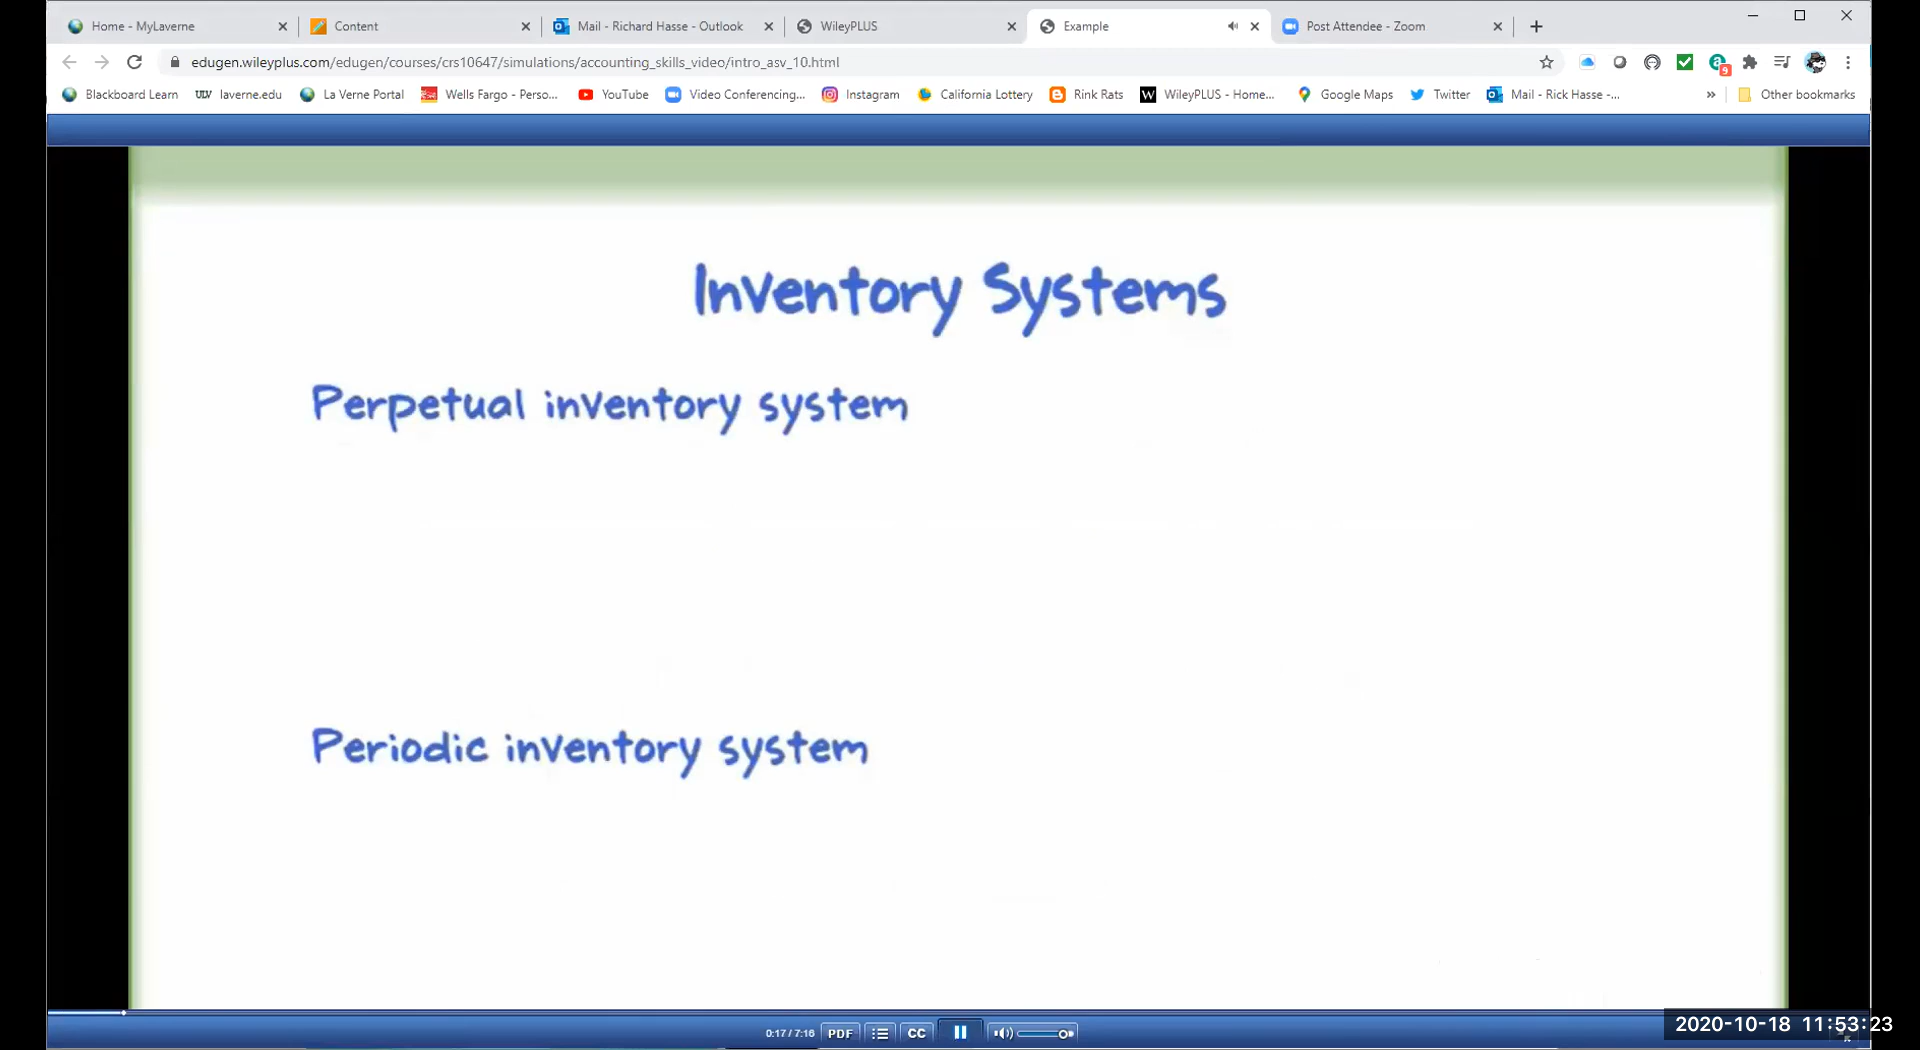 Home - MyLaverne
Content
Mail - Richard Hasse - Outlook
WileyPLUS
Example
Post Attendee - Zoom
edugen.wileyplus.com/edugen/courses/crs10647/simulations/accounting_skills_video/intro_asv_10.html
9
Blackboard Learn
ULV laverne.edu
La Verne Portal
Wells Fargo - Perso...
YouTube
Video Conferencing...
Instagram
California Lottery
Rink Rats
W WileyPLUS - Home...
Google Maps
Twitter
Mail - Rick Hasse -...
»
Other bookmarks
Inventory Systems
Perpetual inventory system
Periodic inventory system
0:17 / 7:16 PDF CC
2020-10-18 11:53:23